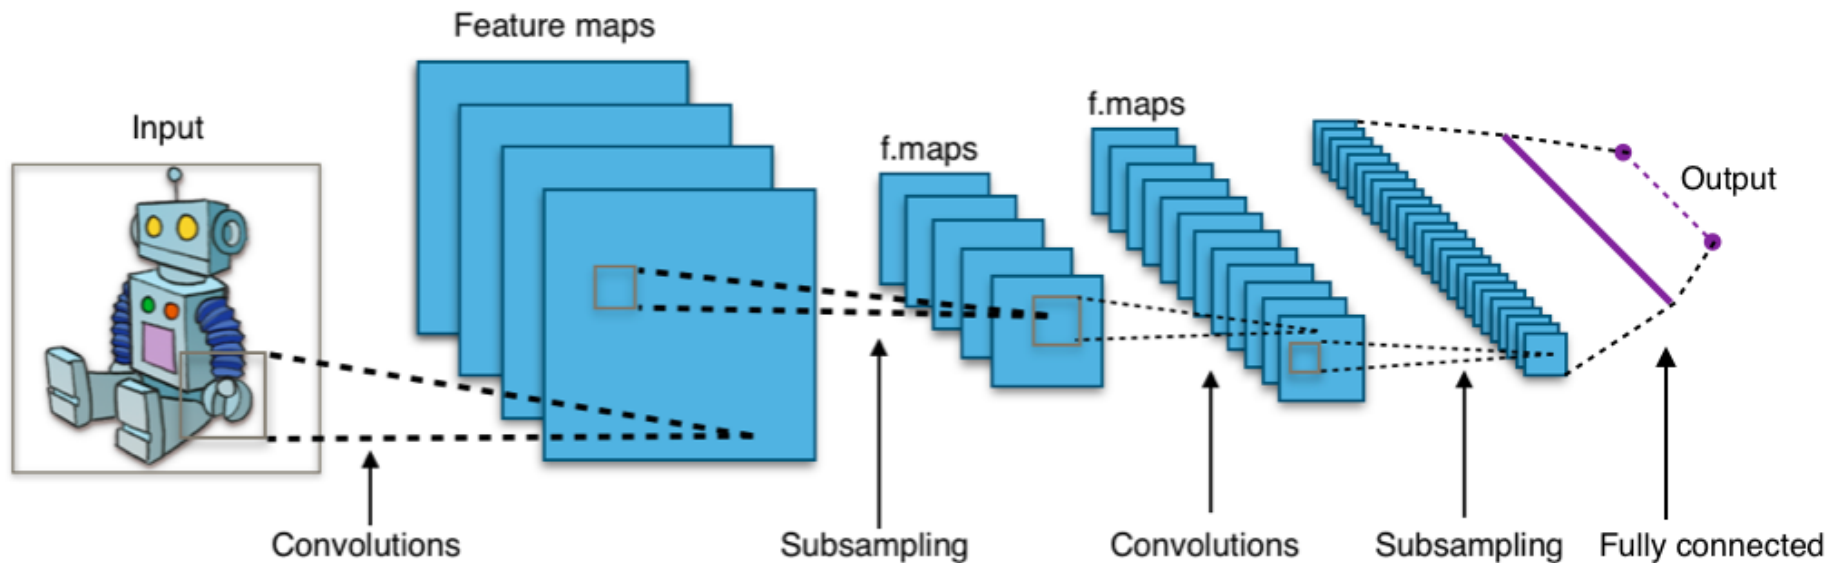 Feature maps
f.maps
Input
f.maps
Output
Convolutions
Subsampling
Convolutions
Subsampling
Fully connected